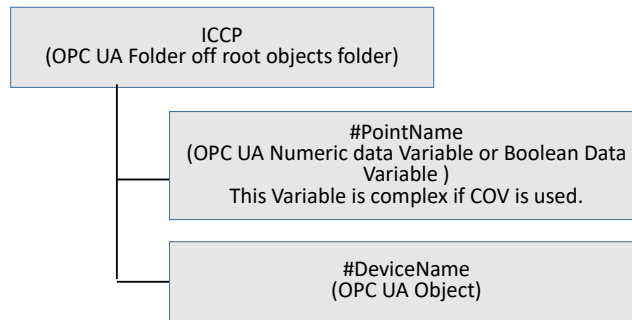 ICCP
(OPC UA Folder off root objects folder)
#PointName
(OPC UA Numeric data Variable or Boolean Data
Variable )
This Variable is complex if COV is used.
#DeviceName
(OPC UA Object)